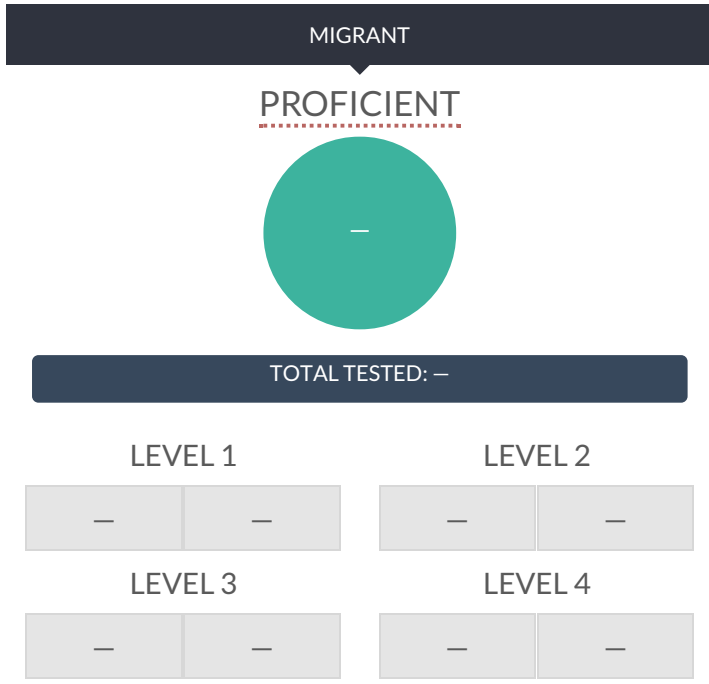 MIGRANT
PROFICIENT
—
TOTAL TESTED: —
LEVEL 1 LEVEL 2
— — — —
LEVEL 3 LEVEL 4
— — — —